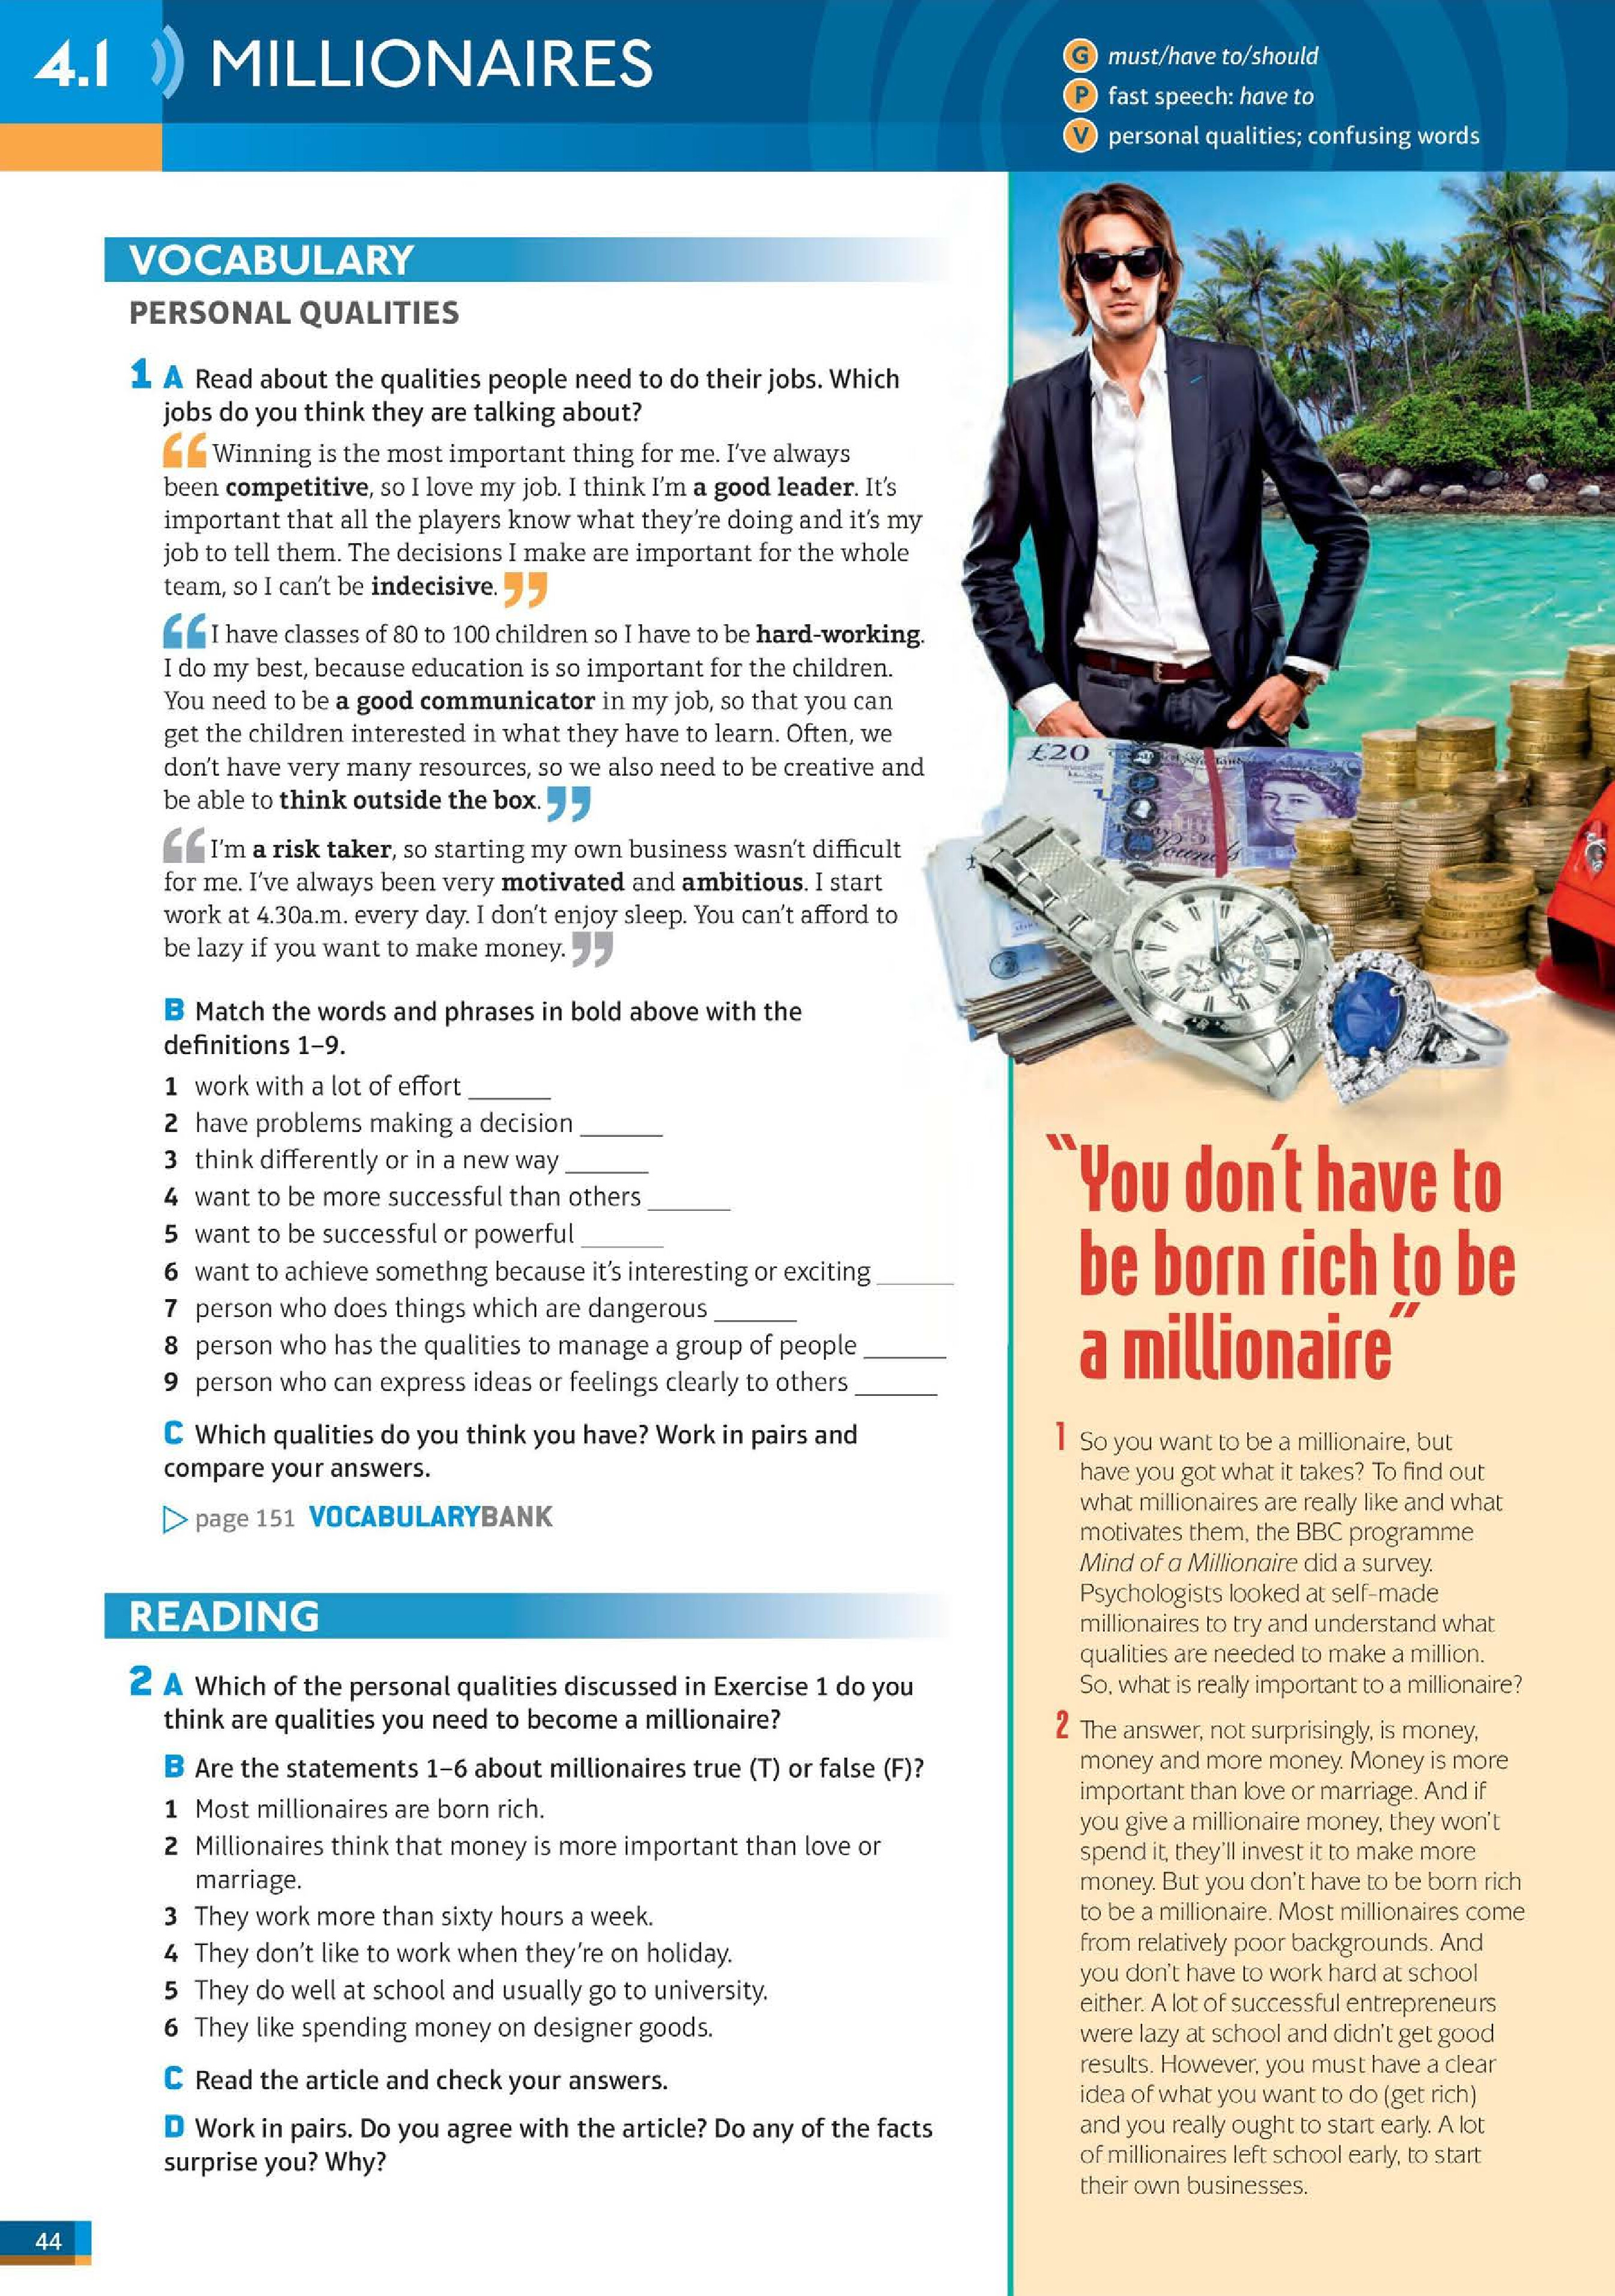 4.1 MILLIONAIRES
G must/have to/should
P fast speech: have to
V personal qualities; confusing words
VOCABULARY
PERSONAL QUALITIES
1 A Read about the qualities people need to do their jobs. Which
jobs do you think they are talking about?
“Winning is the most important thing for me. I’ve always
been competitive, so I love my job. I think I’m a good leader. It’s
important that all the players know what they’re doing and it’s my
job to tell them. The decisions I make are important for the whole
team, so I can’t be indecisive.”
“I have classes of 80 to 100 children so I have to be hard-working.
I do my best, because education is so important for the children.
You need to be a good communicator in my job, so that you can
get the children interested in what they have to learn. Often, we
don’t have very many resources, so we also need to be creative and
be able to think outside the box.”
“I’m a risk taker, so starting my own business wasn’t difficult
for me. I’ve always been very motivated and ambitious. I start
work at 4.30a.m. every day. I don’t enjoy sleep. You can’t afford to
be lazy if you want to make money.”
B Match the words and phrases in bold above with the
definitions 1–9.
1 work with a lot of effort ______
2 have problems making a decision ______
3 think differently or in a new way ______
4 want to be more successful than others ______
5 want to be successful or powerful ______
6 want to achieve somethng because it’s interesting or exciting ______
7 person who does things which are dangerous ______
8 person who has the qualities to manage a group of people ______
9 person who can express ideas or feelings clearly to others ______
C Which qualities do you think you have? Work in pairs and
compare your answers.
page 151 VOCABULARYBANK
READING
2 A Which of the personal qualities discussed in Exercise 1 do you
think are qualities you need to become a millionaire?
B Are the statements 1–6 about millionaires true (T) or false (F)?
1 Most millionaires are born rich.
2 Millionaires think that money is more important than love or
marriage.
3 They work more than sixty hours a week.
4 They don’t like to work when they’re on holiday.
5 They do well at school and usually go to university.
6 They like spending money on designer goods.
C Read the article and check your answers.
D Work in pairs. Do you agree with the article? Do any of the facts
surprise you? Why?
44
£20
"You don't have to
be born rich to be
a millionaire"
1 So you want to be a millionaire, but
have you got what it takes? To find out
what millionaires are really like and what
motivates them, the BBC programme
Mind of a Millionaire did a survey.
Psychologists looked at self-made
millionaires to try and understand what
qualities are needed to make a million.
So, what is really important to a millionaire?
2 The answer, not surprisingly, is money,
money and more money. Money is more
important than love or marriage. And if
you give a millionaire money, they won’t
spend it, they’ll invest it to make more
money. But you don’t have to be born rich
to be a millionaire. Most millionaires come
from relatively poor backgrounds. And
you don’t have to work hard at school
either. A lot of successful entrepreneurs
were lazy at school and didn’t get good
results. However, you must have a clear
idea of what you want to do (get rich)
and you really ought to start early. A lot
of millionaires left school early, to start
their own businesses.